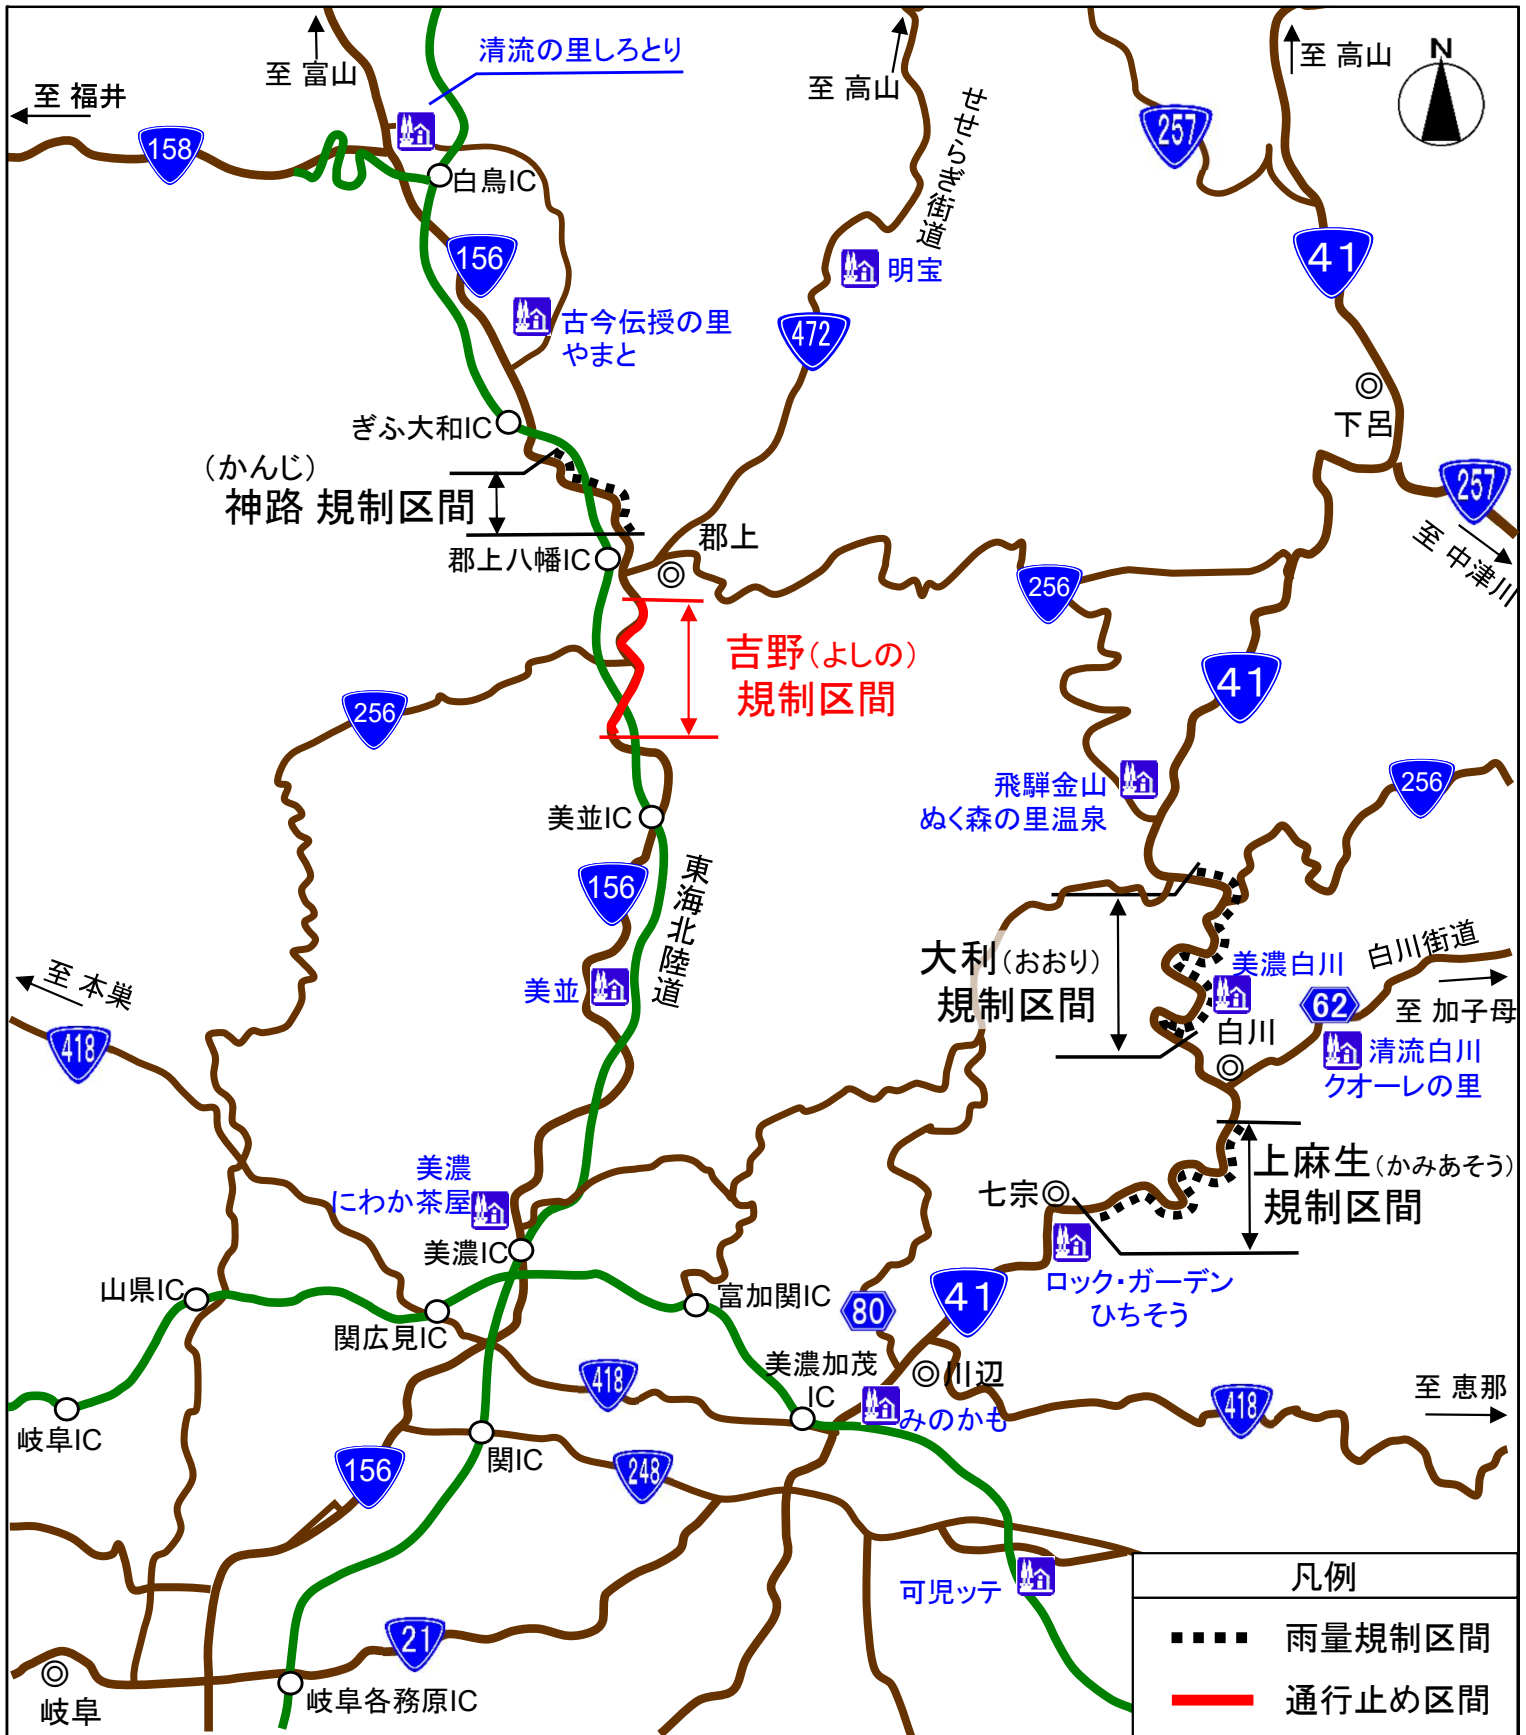 至 富山
清流の里しろとり
至 高山
至 高山
N
至 福井
158
白鳥IC
せせらぎ街道
257
156
明宝
41
古今伝授の里
やまと
472
ぎふ大和IC
下呂
(かんじ)
神路 規制区間
257
至 中津川
郡上八幡IC
郡上
256
吉野(よしの)
規制区間
41
256
飛騨金山
ぬく森の里温泉
256
美並IC
東海北陸道
156
大利(おおり)
規制区間
美濃白川
白川街道
至 本巣
美並
62
至 加子母
418
白川
清流白川
クオーレの里
美濃
にわか茶屋
上麻生(かみあそう)
規制区間
七宗
美濃IC
山県IC
富加関IC
ロック・ガーデン
ひちそう
関広見IC
80
41
美濃加茂
IC
川辺
418
至 恵那
418
みのかも
岐阜IC
関IC
156
248
可児ッテ
凡例
雨量規制区間
通行止め区間
21
岐阜
岐阜各務原IC